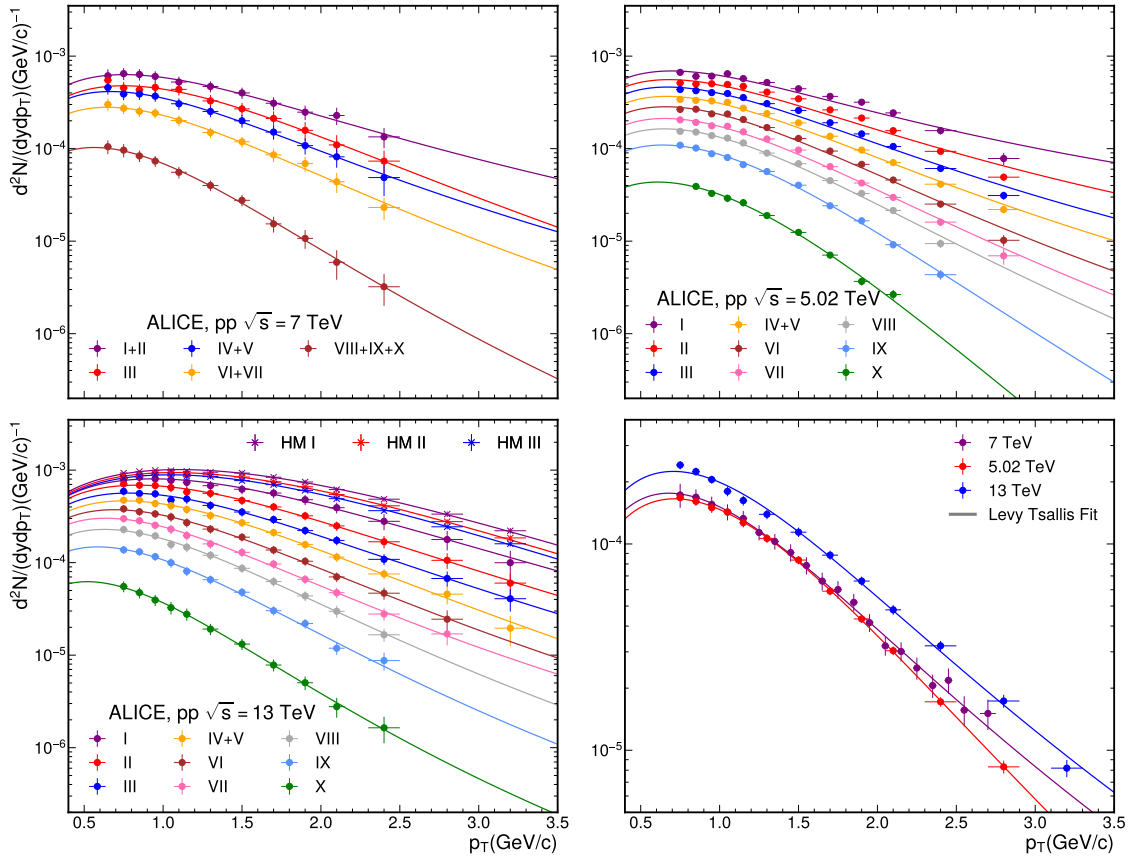 10⁻³
10⁻⁴
10⁻⁵
10⁻⁶
d²N/(dydp_T)(GeV/c)⁻¹
ALICE, pp √s = 7 TeV
I+II IV+V VIII+IX+X
III VI+VII
10⁻³
10⁻⁴
10⁻⁵
10⁻⁶
ALICE, pp √s = 5.02 TeV
I IV+V VIII
II VI IX
III VII X
HM I HM II HM III
10⁻³
10⁻⁴
10⁻⁵
10⁻⁶
d²N/(dydp_T)(GeV/c)⁻¹
ALICE, pp √s = 13 TeV
I IV+V VIII
II VI IX
III VII X
0.5 1.0 1.5 2.0 2.5 3.0 3.5
p_T(GeV/c)
7 TeV
5.02 TeV
13 TeV
Levy Tsallis Fit
10⁻⁴
10⁻⁵
0.5 1.0 1.5 2.0 2.5 3.0 3.5
p_T(GeV/c)